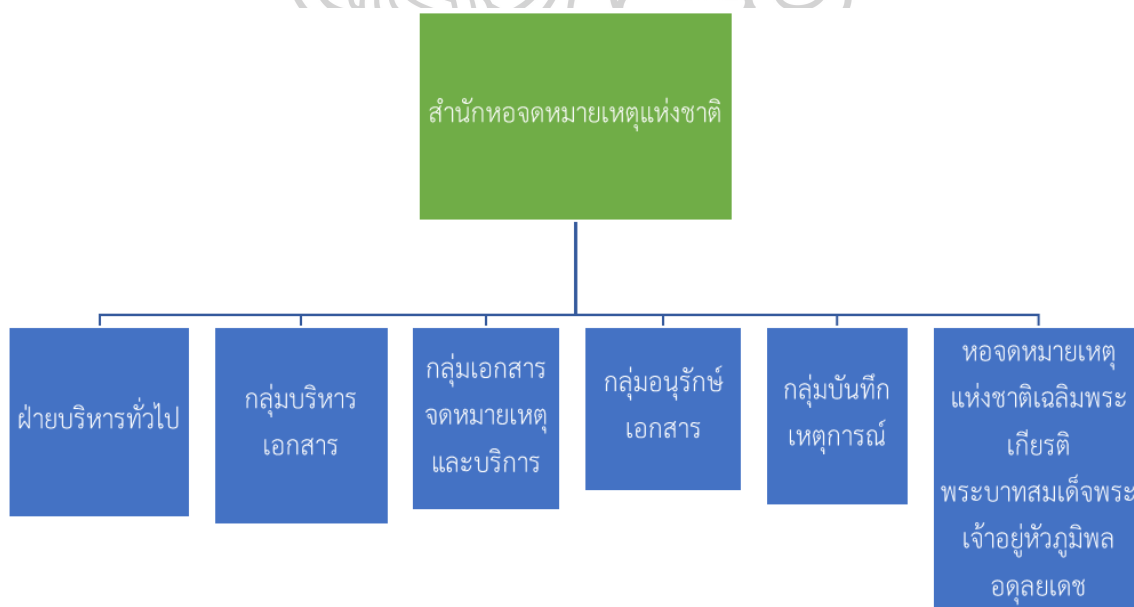 สำนักหอจดหมายเหตุแห่งชาติ
ฝ่ายบริหารทั่วไป
กลุ่มบริหาร
เอกสาร
กลุ่มเอกสาร
จดหมายเหตุ
และบริการ
กลุ่มอนุรักษ์
เอกสาร
กลุ่มบันทึก
เหตุการณ์
หอจดหมายเหตุ
แห่งชาติเฉลิมพระ
เกียรติ
พระบาทสมเด็จพระ
เจ้าอยู่หัวภูมิพล
อดุลยเดช